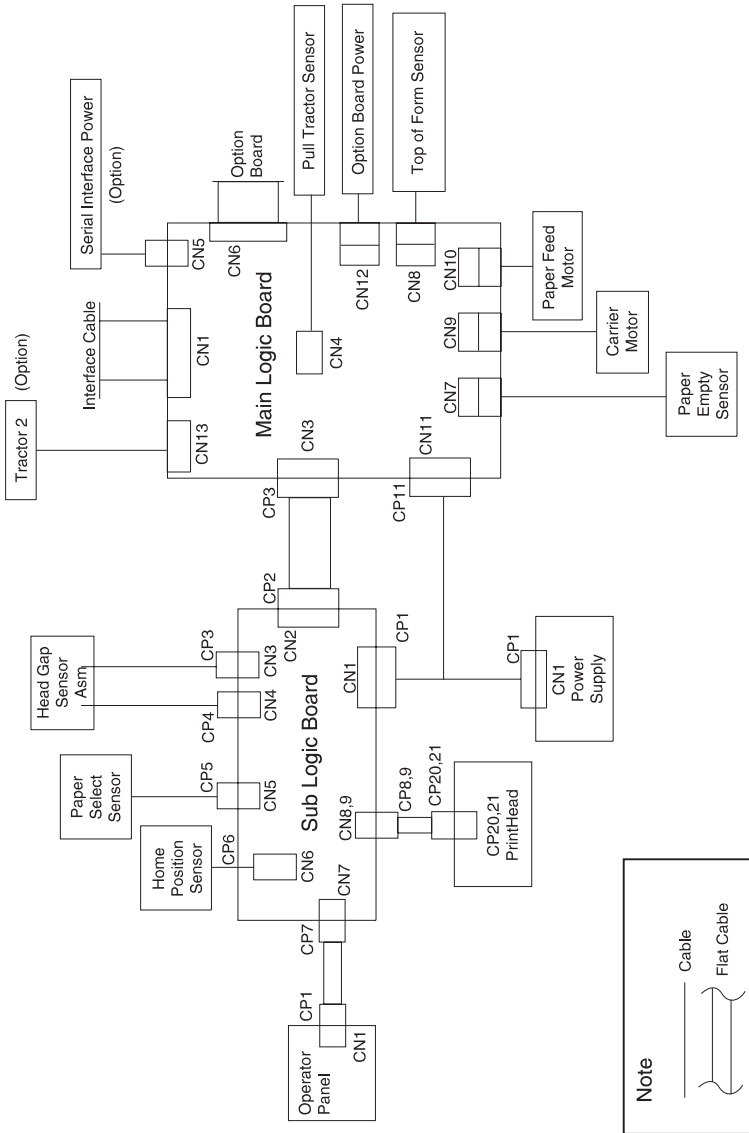 Tractor 2
(Option)
Interface Cable
Serial Interface Power
(Option)
Option
Board
Pull Tractor Sensor
Option Board Power
Top of Form Sensor
CN13
CN1
CN5
CN6
Main Logic Board
CN4
CN12
CN8
CN3
CP3
CN11
CP11
CN7
CN9
CN10
Paper Feed
Motor
Carrier
Motor
Paper
Empty
Sensor
Head Gap
Sensor
Asm
Paper
Select
Sensor
Home
Position
Sensor
CP6
CP5
CP4
CP3
CP2
CN6
CN5
CN4
CN3
CN2
Sub Logic Board
CN7
CP7
CP1
CN1
Operator
Panel
CN8,9
CP8,9
CP20,21
CP20,21
PrintHead
CN1
CP1
CP1
CN1
Power
Supply
Note
Cable
Flat Cable